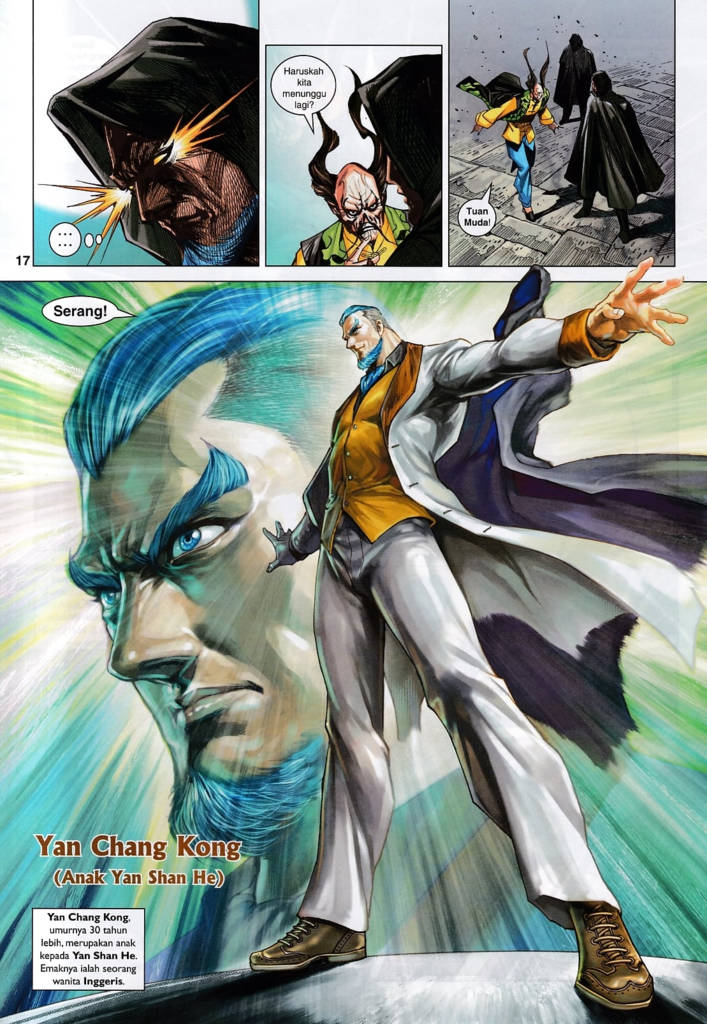 ...
...
Haruskah
kita
menunggu
lagi?
Tuan
Muda!
17
Serang!
Yan Chang Kong
(Anak Yan Shan He)
Yan Chang Kong,
umurnya 30 tahun
lebih, merupakan anak
kepada Yan Shan He.
Emaknya ialah seorang
wanita Inggeris.